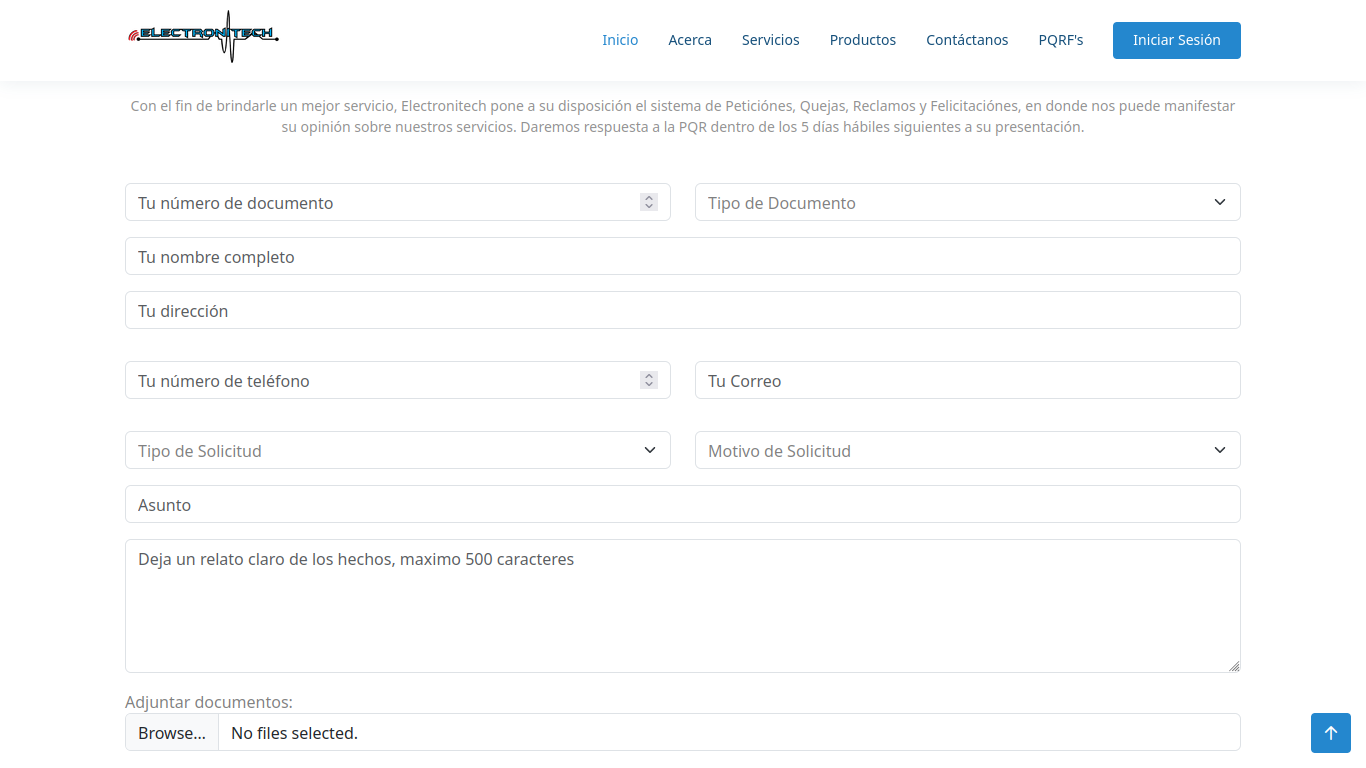 ELECTRONITECH
Inicio
Acerca
Servicios
Productos
Contáctanos
PQRF's
Iniciar Sesión
Con el fin de brindarle un mejor servicio, Electronitech pone a su disposición el sistema de Peticiónes, Quejas, Reclamos y Felicitaciónes, en donde nos puede manifestar
su opinión sobre nuestros servicios. Daremos respuesta a la PQR dentro de los 5 días hábiles siguientes a su presentación.
Tu número de documento
Tipo de Documento
Tu nombre completo
Tu dirección
Tu número de teléfono
Tu Correo
Tipo de Solicitud
Motivo de Solicitud
Asunto
Deja un relato claro de los hechos, maximo 500 caracteres
Adjuntar documentos:
Browse...
No files selected.